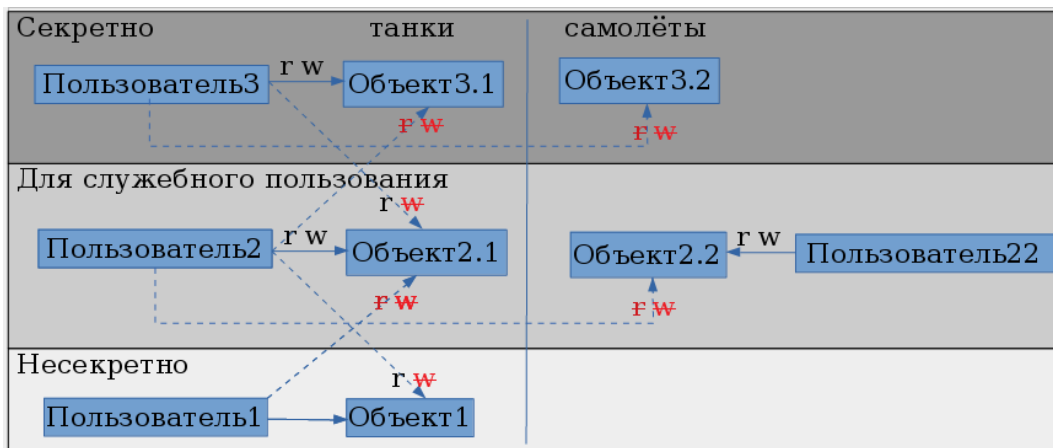 Секретно танки самолёты
r w
Пользователь3 Объект3.1 Объект3.2
r w r w
Для служебного пользования
r w
r w r w
Пользователь2 Объект2.1 Объект2.2 Пользователь22
r w r w
Несекретно
r w
Пользователь1 Объект1